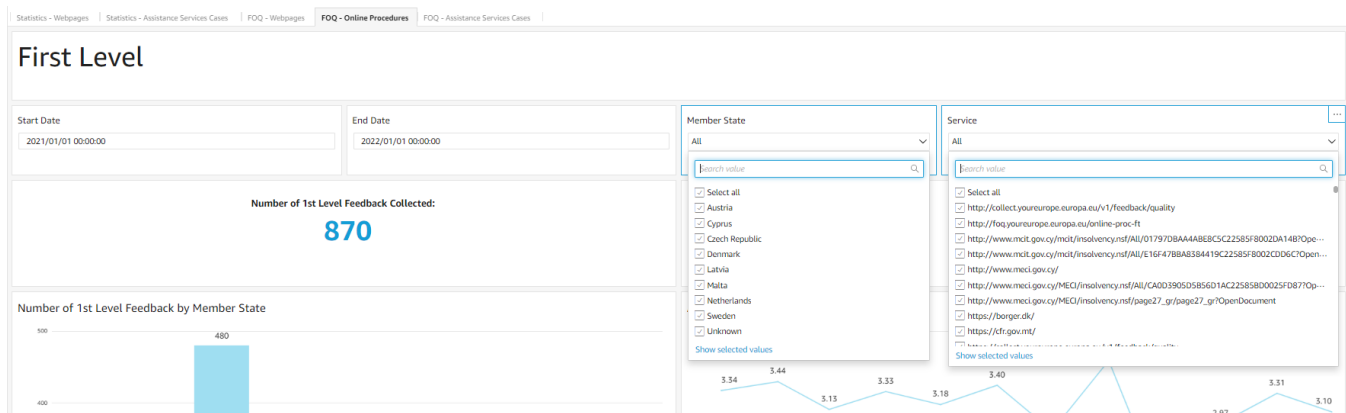 Statistics - Webpages
Statistics - Assistance Services Cases
FOQ - Webpages
FOQ - Online Procedures
FOQ - Assistance Services Cases
First Level
Start Date
2021/01/01 00:00:00
End Date
2022/01/01 00:00:00
Member State
All
Search value
Select all
Austria
Cyprus
Czech Republic
Denmark
Latvia
Malta
Netherlands
Sweden
Unknown
Show selected values
Service
...
All
Search value
Select all
http://collect.youreurope.europa.eu/v1/feedback/quality
http://foq.youreurope.europa.eu/online-proc-ft
http://www.mcit.gov.cy/mcit/insolvency.nsf/All/01797DBAA4ABE8C5C22585F8002DA14B?Ope···
http://www.mcit.gov.cy/mcit/insolvency.nsf/All/E16F47BBA8384419C22585F8002CDD6C?Open···
http://www.meci.gov.cy/
http://www.meci.gov.cy/MECI/insolvency.nsf/All/CA0D3905D5B56D1AC22585BD0025FD87?Op···
http://www.meci.gov.cy/MECI/insolvency.nsf/page27_gr/page27_gr?OpenDocument
https://borger.dk/
https://cfr.gov.mt/
Show selected values
Number of 1st Level Feedback Collected:
870
Number of 1st Level Feedback by Member State
500
480
400
3.34
3.44
3.13
3.33
3.18
3.40
3.31
3.10